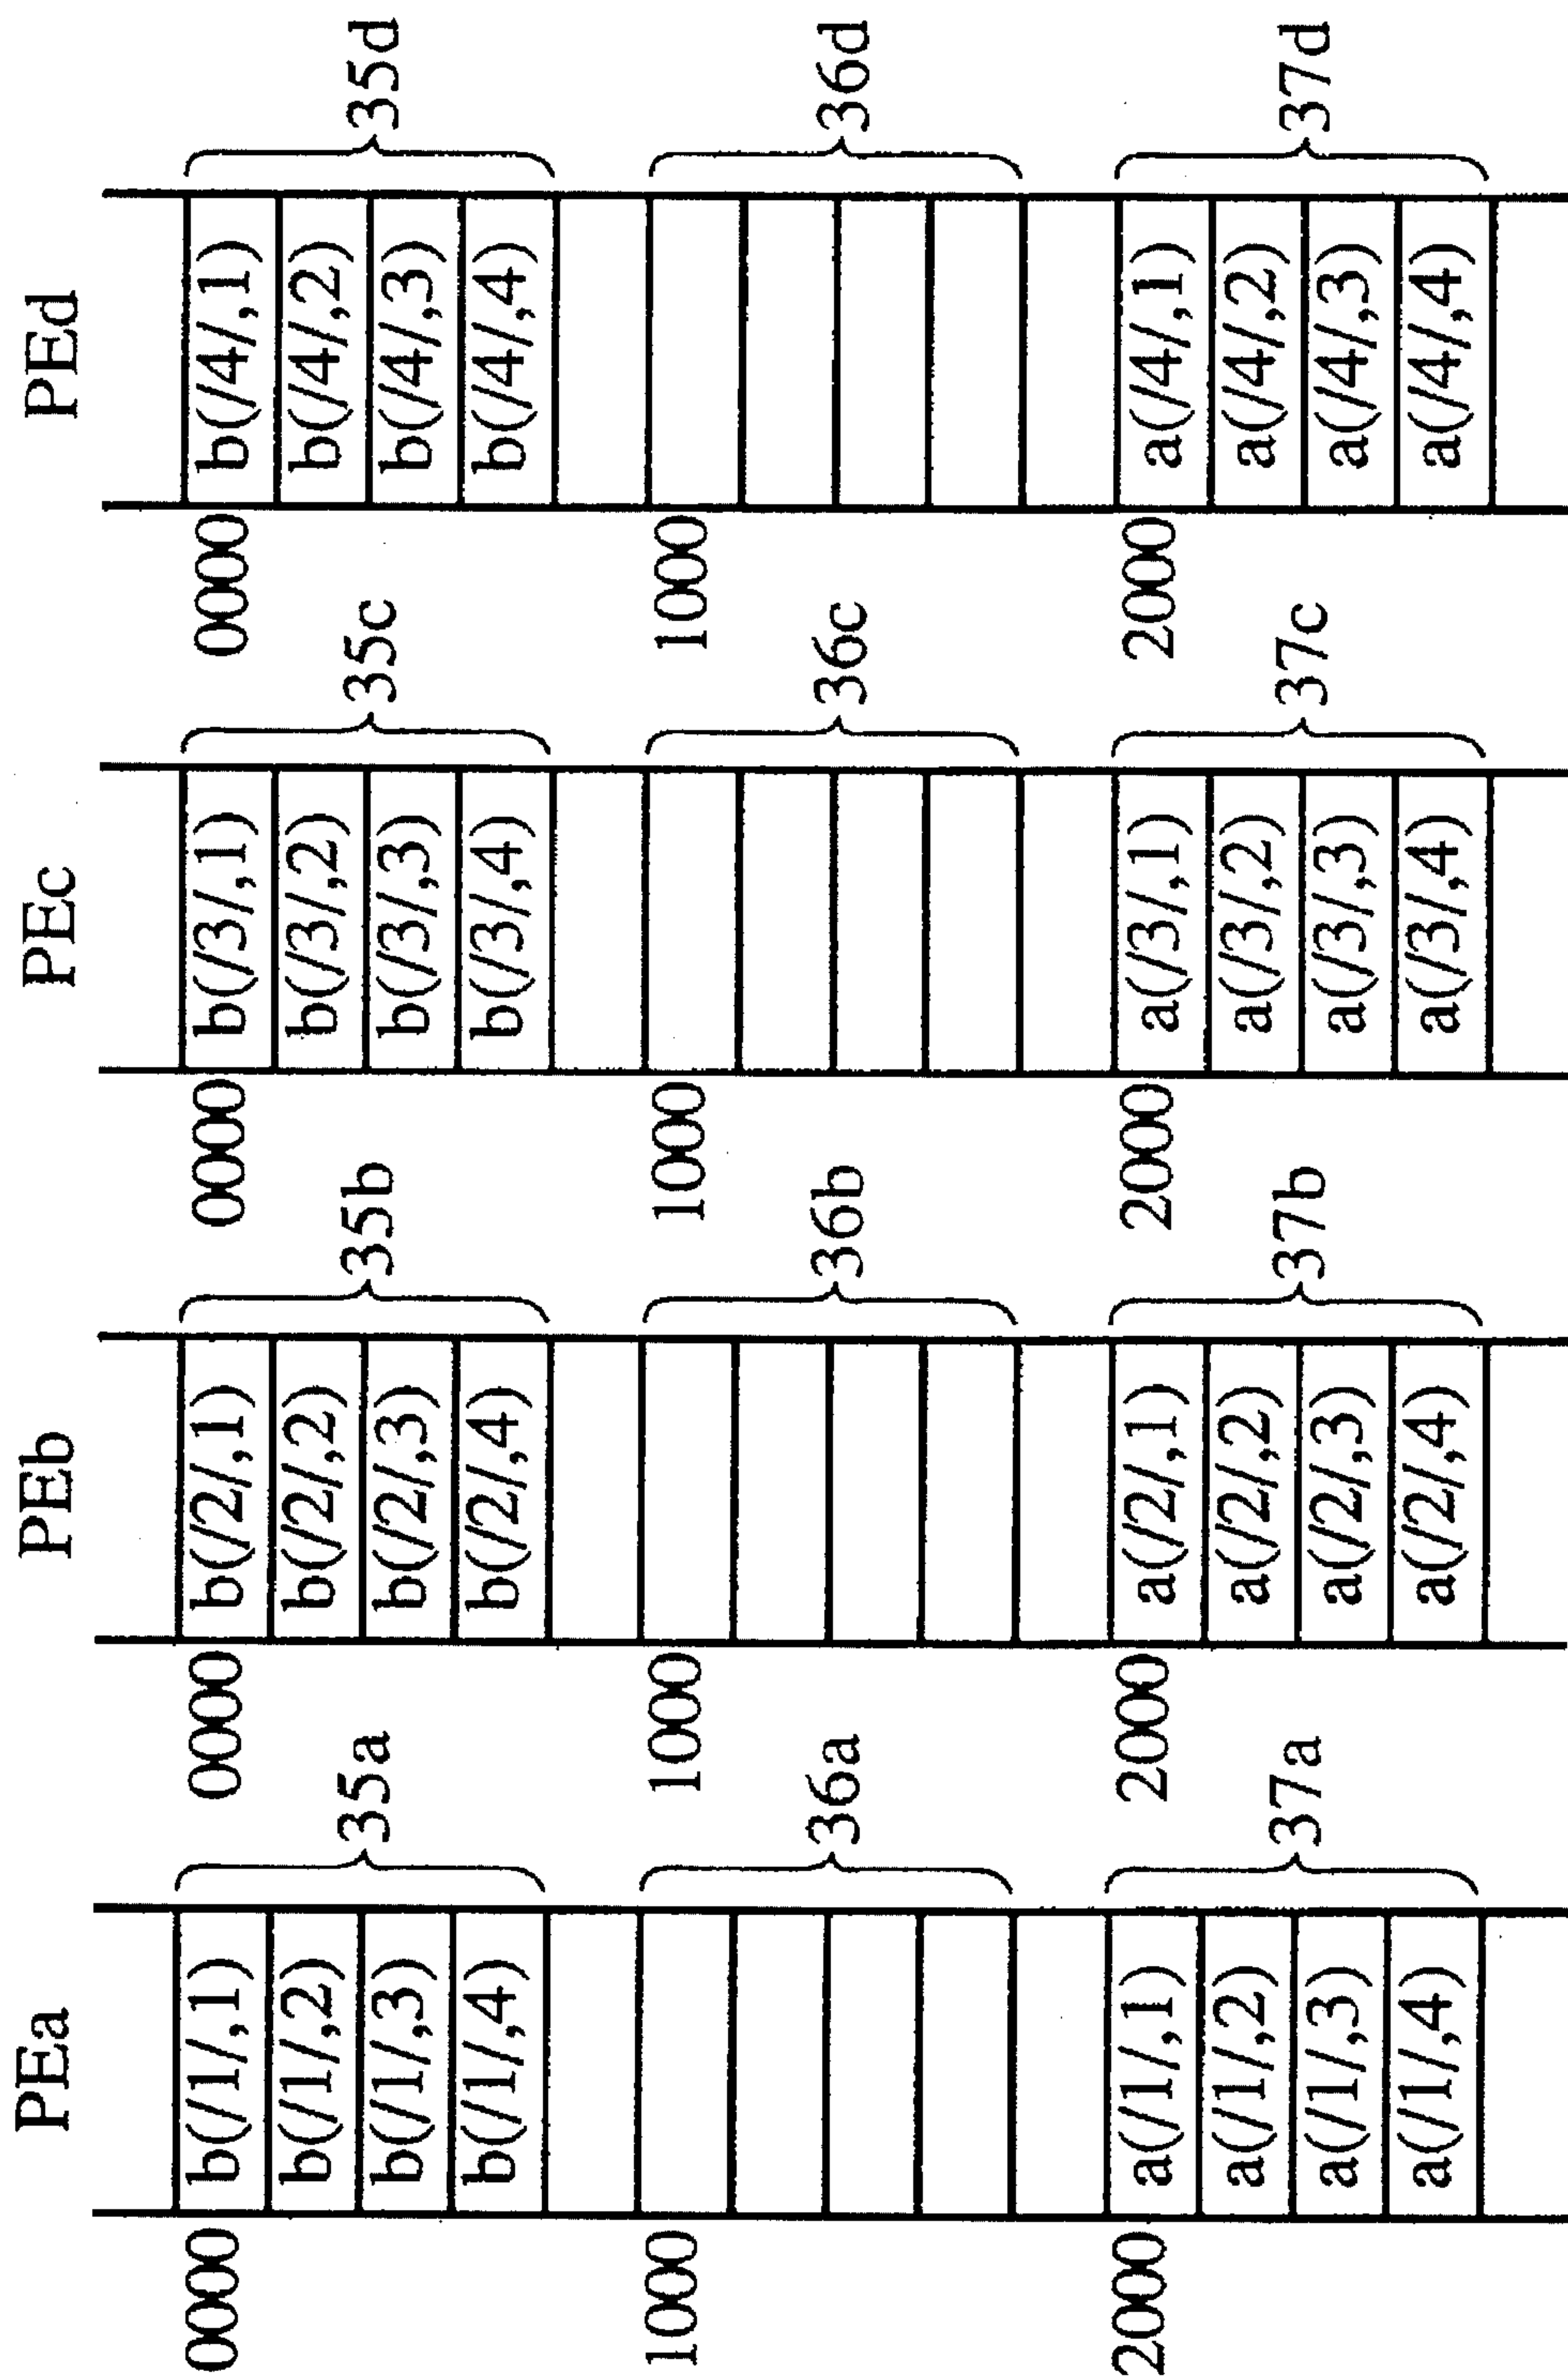 PEa PEb PEc PEd
0000 b(/1/,1) 0000 b(/2/,1) 0000 b(/3/,1) 0000 b(/4/,1)
b(/1/,2) b(/2/,2) b(/3/,2) b(/4/,2)
35a 35b 35c 35d
b(/1/,3) b(/2/,3) b(/3/,3) b(/4/,3)
b(/1/,4) b(/2/,4) b(/3/,4) b(/4/,4)
1000 1000 1000 1000
36a 36b 36c 36d
2000 a(/1/,1) 2000 a(/2/,1) 2000 a(/3/,1) 2000 a(/4/,1)
a(/1/,2) a(/2/,2) a(/3/,2) a(/4/,2)
37a 37b 37c 37d
a(/1/,3) a(/2/,3) a(/3/,3) a(/4/,3)
a(/1/,4) a(/2/,4) a(/3/,4) a(/4/,4)